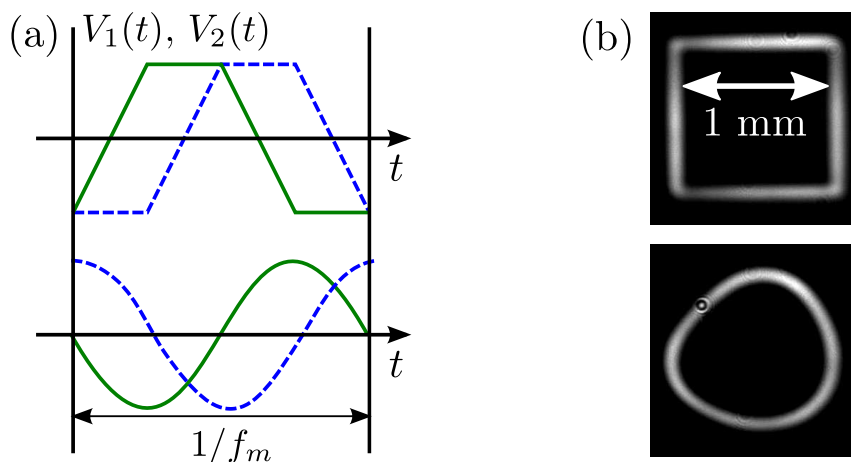 (a) V₁(t), V₂(t)
t
t
1/fₘ
(b)
1 mm